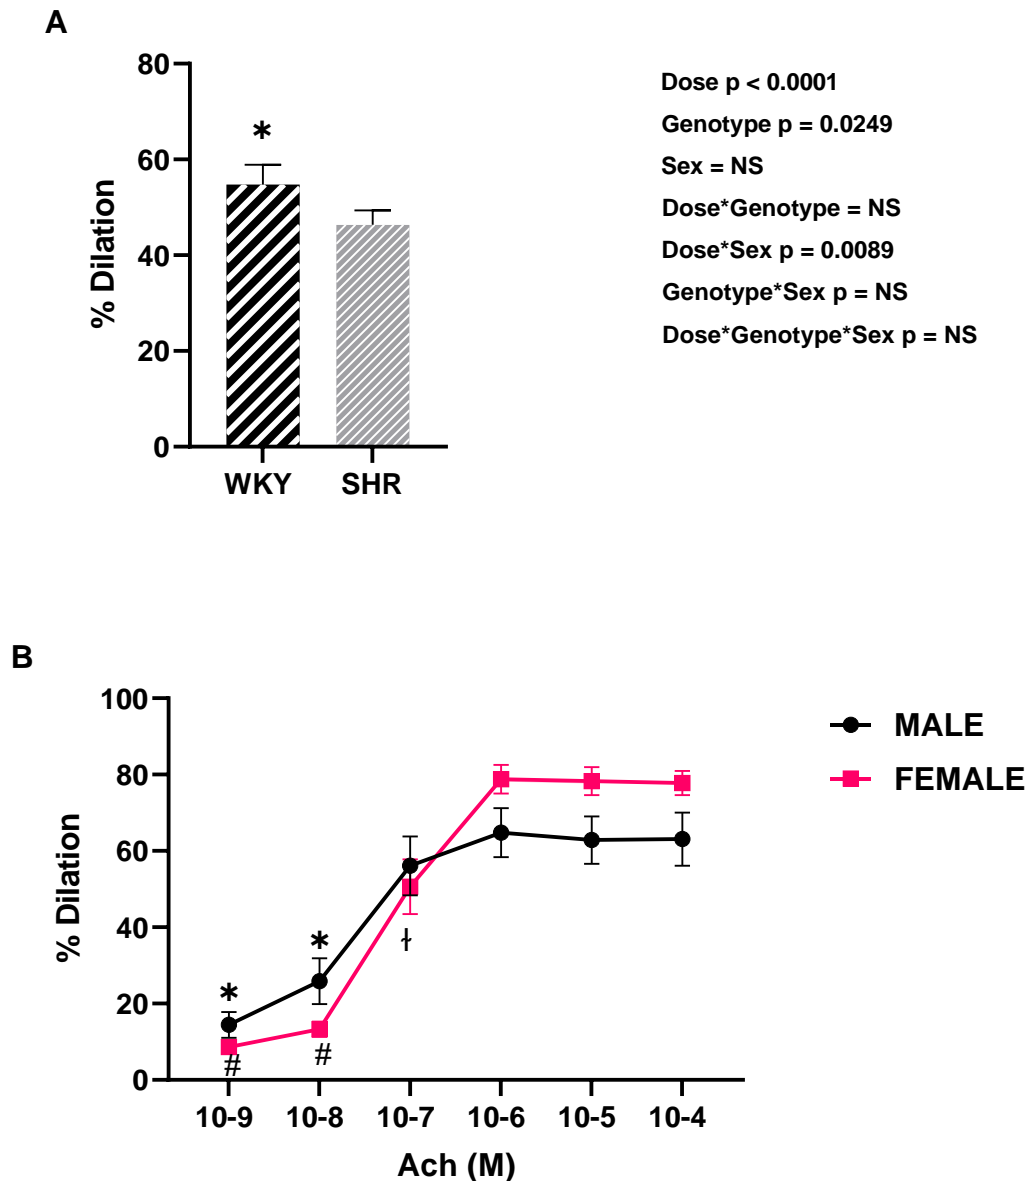 A
80
60
40
20
0
% Dilation
*
WKY SHR
Dose p < 0.0001
Genotype p = 0.0249
Sex = NS
Dose*Genotype = NS
Dose*Sex p = 0.0089
Genotype*Sex p = NS
Dose*Genotype*Sex p = NS
B
100
80
60
40
20
0
% Dilation
*
*
ɫ
#
#
10-9 10-8 10-7 10-6 10-5 10-4
Ach (M)
MALE
FEMALE